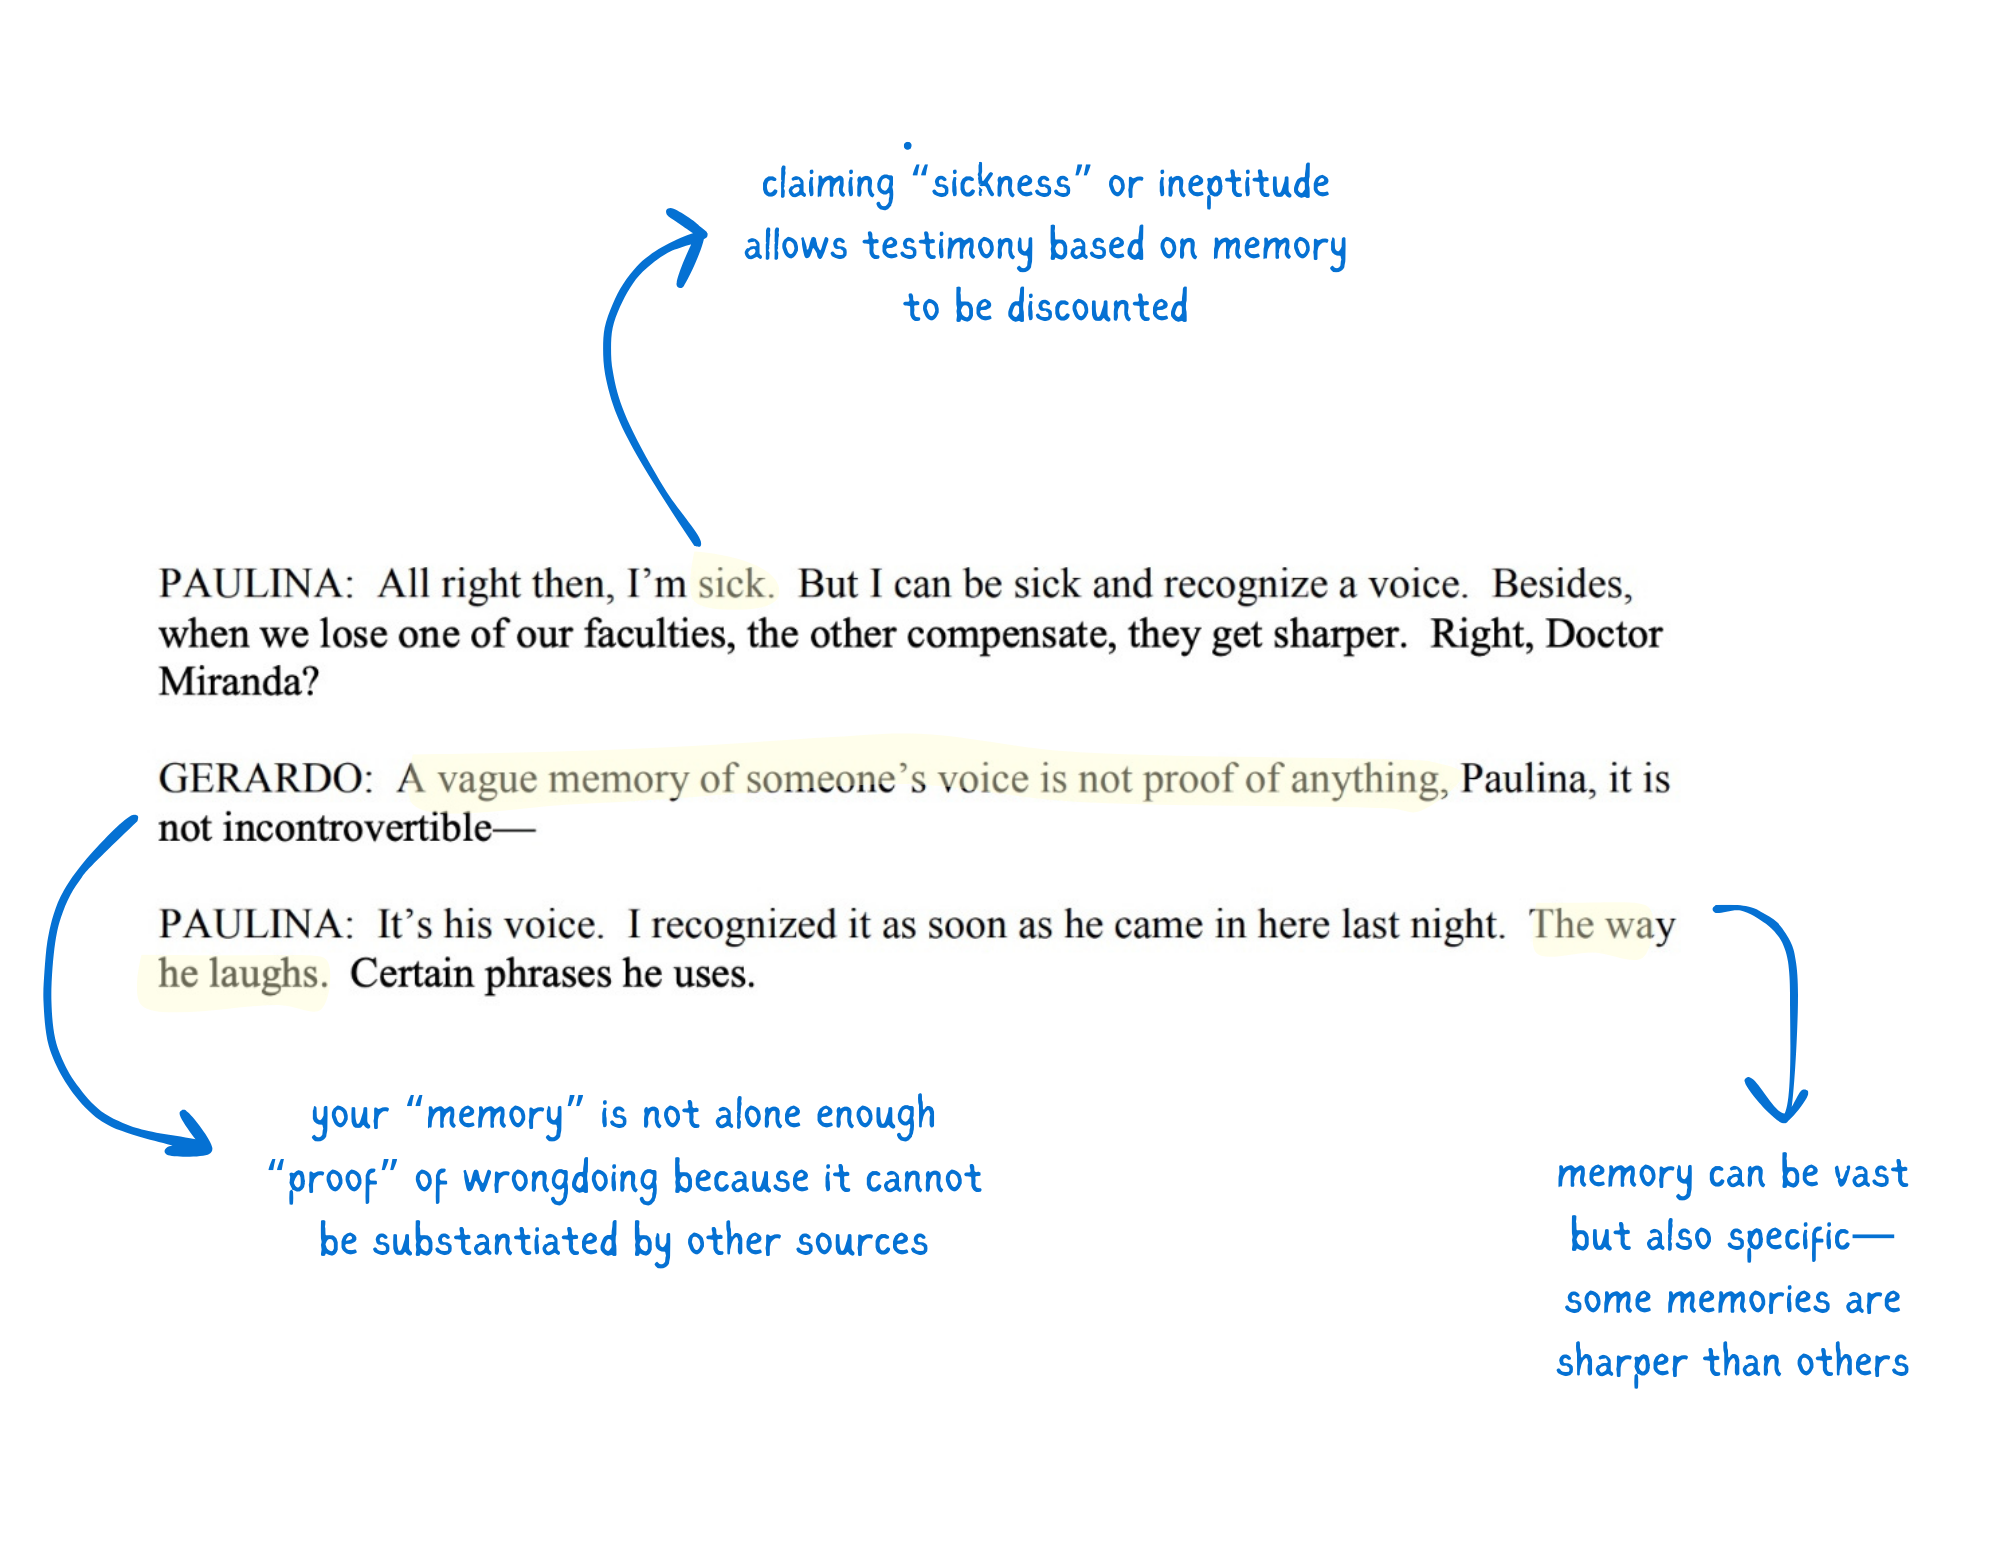 claiming “sickness” or ineptitude
allows testimony based on memory
to be discounted
PAULINA: All right then, I’m sick. But I can be sick and recognize a voice. Besides,
when we lose one of our faculties, the other compensate, they get sharper. Right, Doctor
Miranda?
GERARDO: A vague memory of someone’s voice is not proof of anything, Paulina, it is
not incontrovertible—
PAULINA: It’s his voice. I recognized it as soon as he came in here last night. The way
he laughs. Certain phrases he uses.
your “memory” is not alone enough
“proof” of wrongdoing because it cannot
be substantiated by other sources
memory can be vast
but also specific—
some memories are
sharper than others